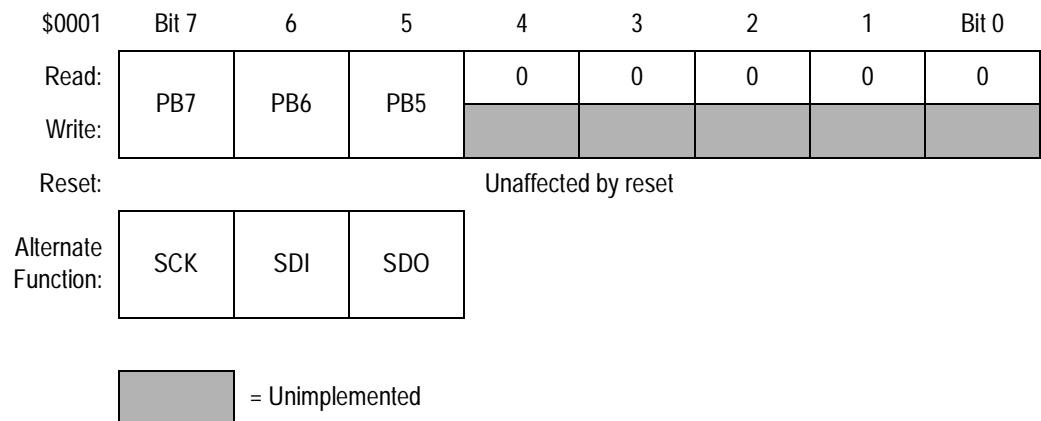 $0001 Bit 7 6 5 4 3 2 1 Bit 0
Read: PB7 PB6 PB5 0 0 0 0 0
Write:
Reset: Unaffected by reset
Alternate Function: SCK SDI SDO
= Unimplemented